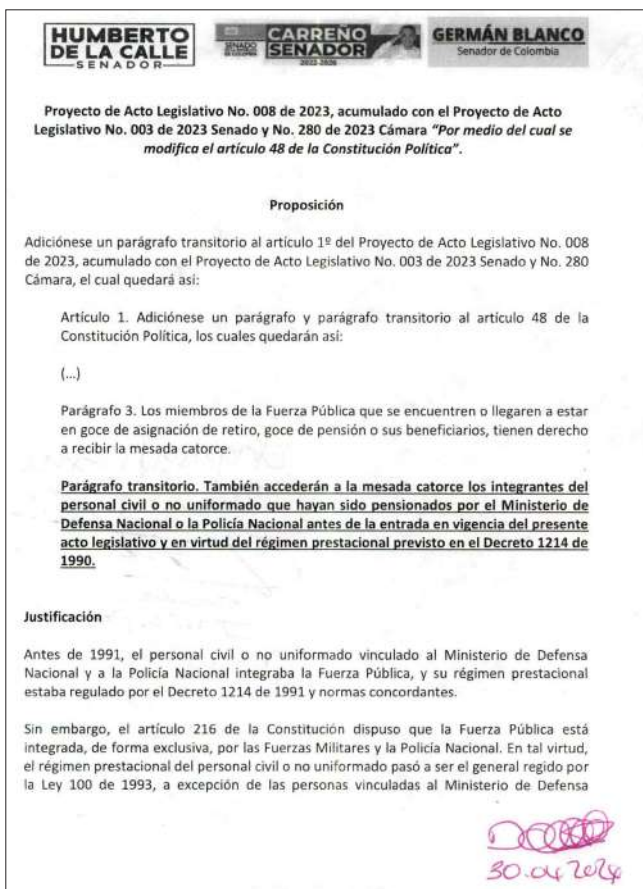 HUMBERTO
DE LA CALLE
SENADOR
SENADO
CARREÑO
SENADOR
2022-2026
GERMÁN BLANCO
Senador de Colombia
Proyecto de Acto Legislativo No. 008 de 2023, acumulado con el Proyecto de Acto
Legislativo No. 003 de 2023 Senado y No. 280 de 2023 Cámara "Por medio del cual se
modifica el artículo 48 de la Constitución Política".
Proposición
Adiciónese un parágrafo transitorio al artículo 1º del Proyecto de Acto Legislativo No. 008
de 2023, acumulado con el Proyecto de Acto Legislativo No. 003 de 2023 Senado y No. 280
Cámara, el cual quedará así:
Artículo 1. Adiciónese un parágrafo y parágrafo transitorio al artículo 48 de la
Constitución Política, los cuales quedarán así:
(...)
Parágrafo 3. Los miembros de la Fuerza Pública que se encuentren o llegaren a estar
en goce de asignación de retiro, goce de pensión o sus beneficiarios, tienen derecho
a recibir la mesada catorce.
Parágrafo transitorio. También accederán a la mesada catorce los integrantes del
personal civil o no uniformado que hayan sido pensionados por el Ministerio de
Defensa Nacional o la Policía Nacional antes de la entrada en vigencia del presente
acto legislativo y en virtud del régimen prestacional previsto en el Decreto 1214 de
1990.
Justificación
Antes de 1991, el personal civil o no uniformado vinculado al Ministerio de Defensa
Nacional y a la Policía Nacional integraba la Fuerza Pública, y su régimen prestacional
estaba regulado por el Decreto 1214 de 1991 y normas concordantes.
Sin embargo, el artículo 216 de la Constitución dispuso que la Fuerza Pública está
integrada, de forma exclusiva, por las Fuerzas Militares y la Policía Nacional. En tal virtud,
el régimen prestacional del personal civil o no uniformado pasó a ser el general regido por
la Ley 100 de 1993, a excepción de las personas vinculadas al Ministerio de Defensa
30.04.2024